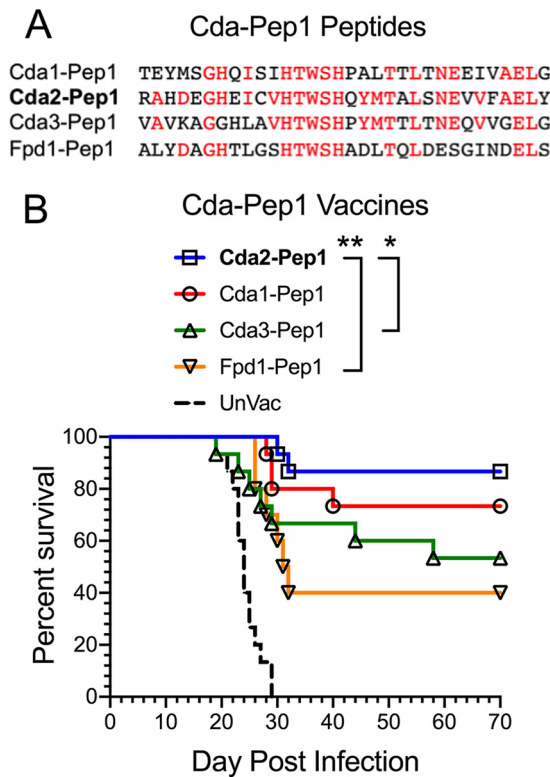 A
Cda-Pep1 Peptides
Cda1-Pep1 TEYMSGHQISIHTWSHPALTTLTNEEIVAELG
Cda2-Pep1 RAHDEGHEICVHTWSHQYMTALSNEVVFAELY
Cda3-Pep1 VAVKAGGHLAVHTWSHPYMTTLTNEQVVGELG
Fpd1-Pep1 ALYDAGHTLGSHTWSHADLTQLDESGINDELS
B
Cda-Pep1 Vaccines
Cda2-Pep1 ** *
Cda1-Pep1
Cda3-Pep1
Fpd1-Pep1
UnVac
100
80
60
40
20
0
Percent survival
0 10 20 30 40 50 60 70
Day Post Infection